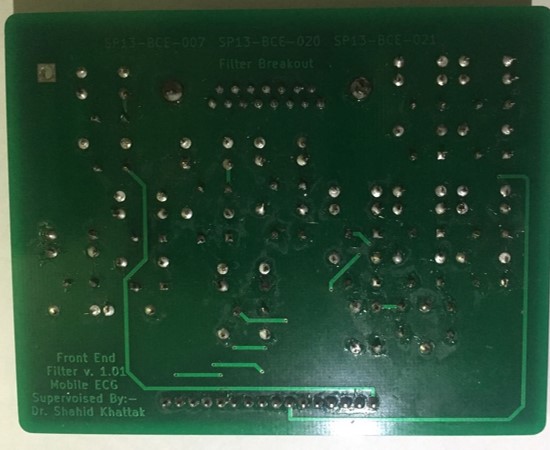 SP13-BCE-007 SP13-BCE-020 SP13-BCE-021
Filter Breakout
Front End
Filter v. 1.01
Mobile ECG
Supervoised By:-
Dr. Shahid Khattak